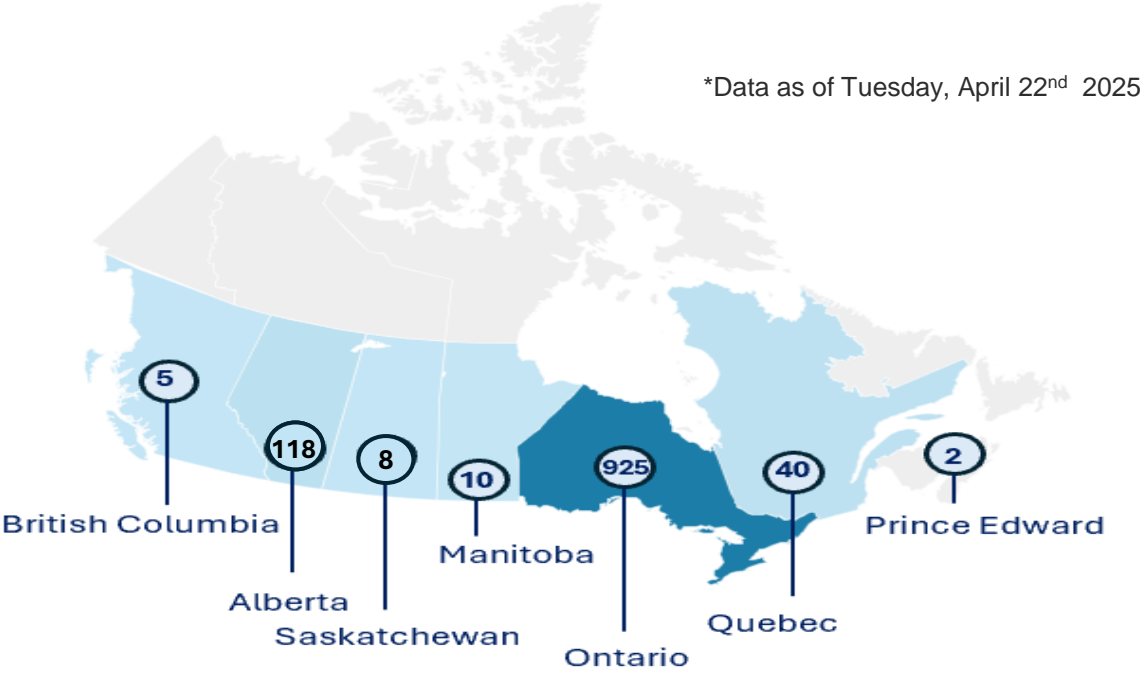 *Data as of Tuesday, April 22nd 2025
5
118
8
10
925
40
2
British Columbia
Prince Edward
Manitoba
Alberta
Quebec
Saskatchewan
Ontario